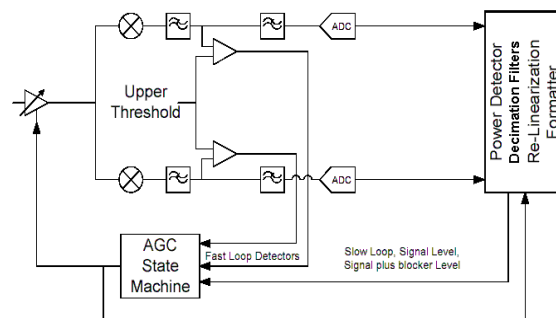 ADC
Upper
Threshold
ADC
Power Detector
Decimation Filters
Re-Linearization
Formatter
AGC
State
Machine
Fast Loop Detectors
Slow Loop, Signal Level,
Signal plus blocker Level